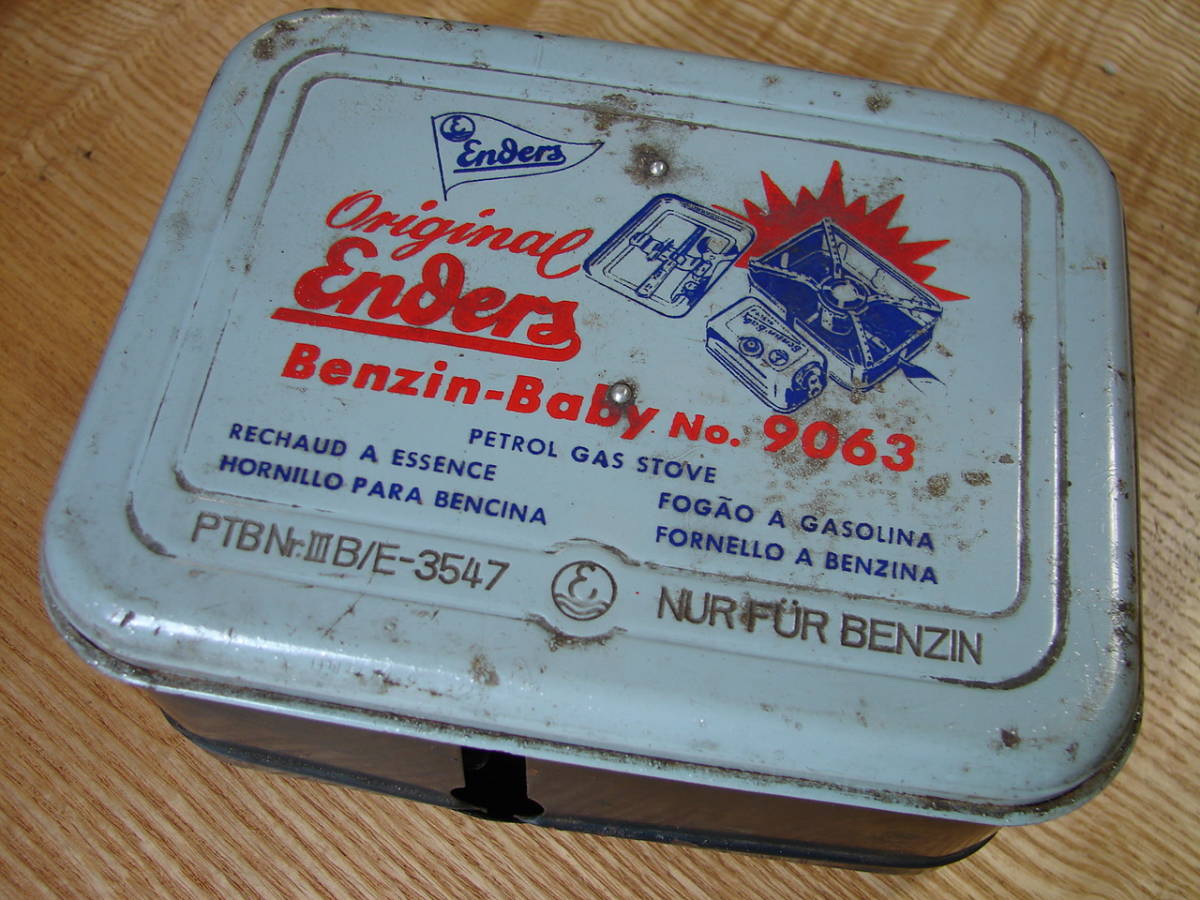 Enders
Original
Enders
Benzin-Baby No. 9063
PETROL GAS STOVE
RECHAUD A ESSENCE
HORNILLO PARA BENCINA
FOGÃO A GASOLINA
FORNELLO A BENZINA
PTB Nr. III B/E-3547
E
NUR FÜR BENZIN